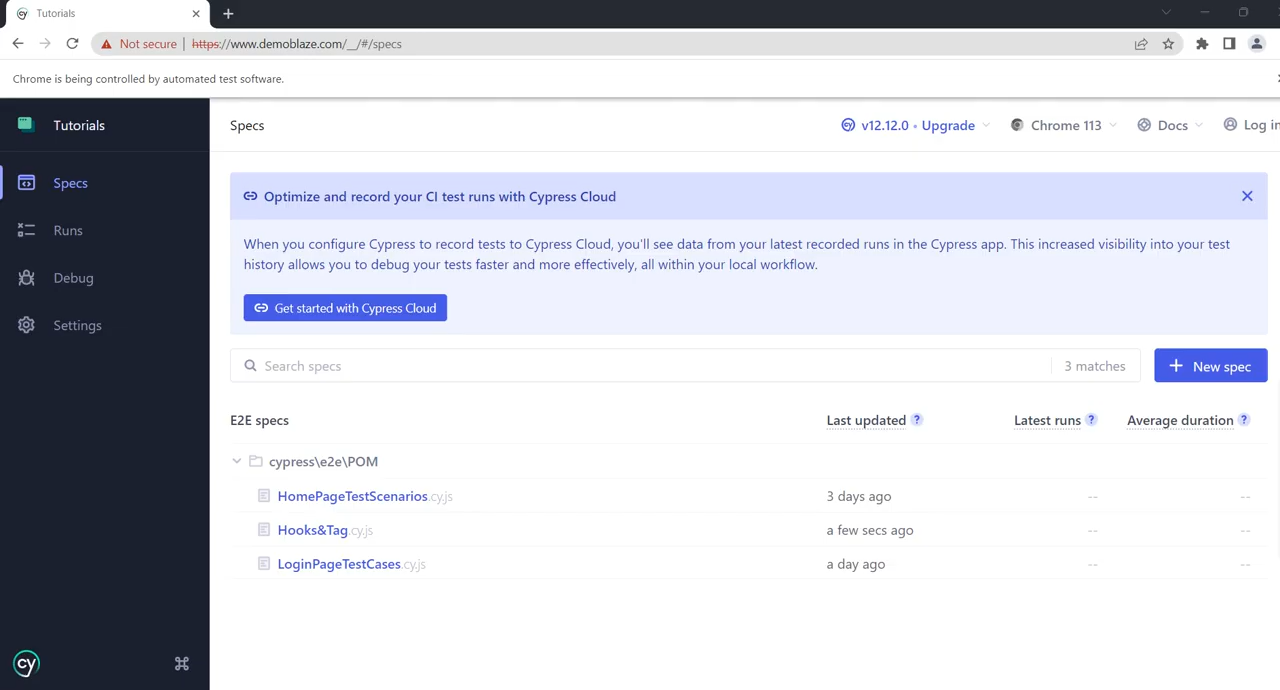 Tutorials
Not secure | https://www.demoblaze.com/__/#/specs
Chrome is being controlled by automated test software.
Tutorials
Specs
Runs
Debug
Settings
cy
Specs
v12.12.0 • Upgrade
Chrome 113
Docs
Log in
Optimize and record your CI test runs with Cypress Cloud
When you configure Cypress to record tests to Cypress Cloud, you'll see data from your latest recorded runs in the Cypress app. This increased visibility into your test
history allows you to debug your tests faster and more effectively, all within your local workflow.
Get started with Cypress Cloud
Search specs
3 matches
+ New spec
E2E specs Last updated ? Latest runs ? Average duration ?
cypress\e2e\POM
HomePageTestScenarios.cy.js 3 days ago -- --
Hooks&Tag.cy.js a few secs ago -- --
LoginPageTestCases.cy.js a day ago -- --